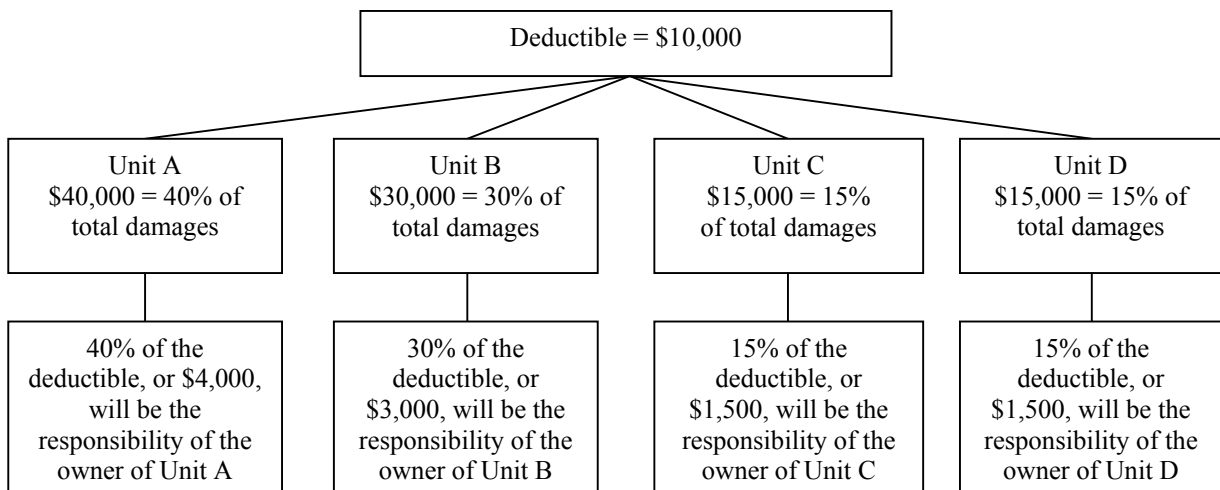 Deductible = $10,000
Unit A
$40,000 = 40% of
total damages
Unit B
$30,000 = 30% of
total damages
Unit C
$15,000 = 15%
of total damages
Unit D
$15,000 = 15% of
total damages
40% of the
deductible, or $4,000,
will be the
responsibility of the
owner of Unit A
30% of the
deductible, or
$3,000, will be the
responsibility of the
owner of Unit B
15% of the
deductible, or
$1,500, will be the
responsibility of the
owner of Unit C
15% of the
deductible, or
$1,500, will be the
responsibility of the
owner of Unit D